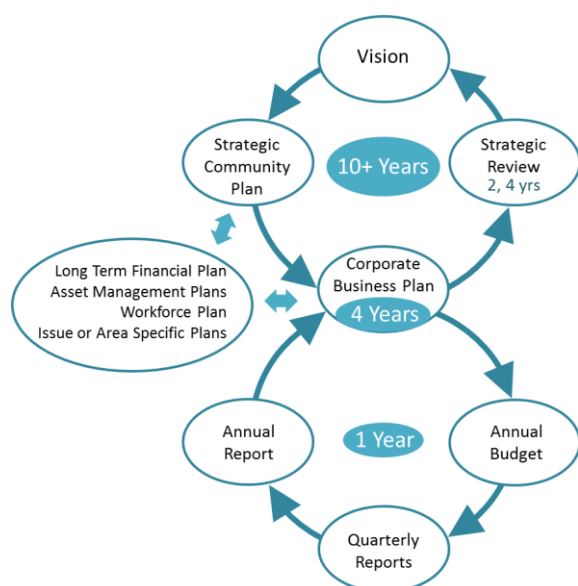 Vision
Strategic
Community
Plan
10+ Years
Strategic
Review
2, 4 yrs
Long Term Financial Plan
Asset Management Plans
Workforce Plan
Issue or Area Specific Plans
Corporate
Business Plan
4 Years
Annual
Report
1 Year
Annual
Budget
Quarterly
Reports